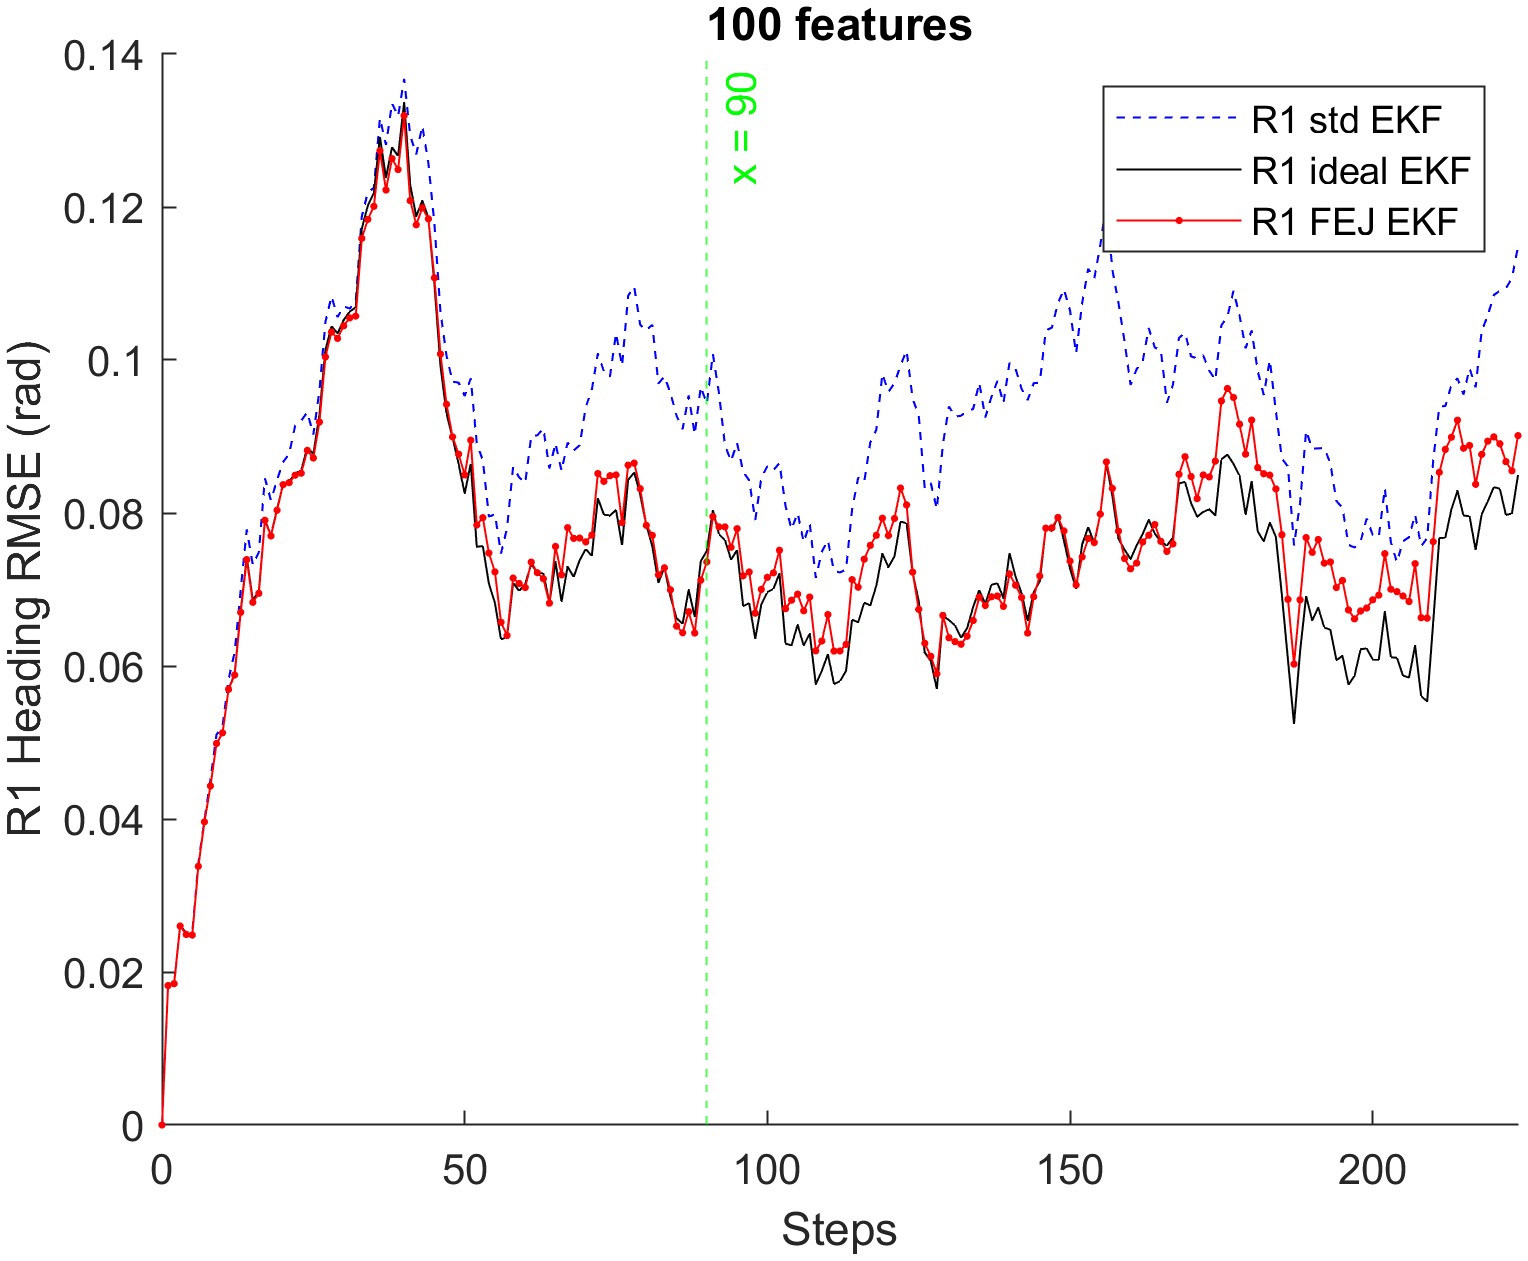 100 features
x = 90
R1 std EKF
R1 ideal EKF
R1 FEJ EKF
R1 Heading RMSE (rad)
0.14
0.12
0.1
0.08
0.06
0.04
0.02
0
0 50 100 150 200
Steps